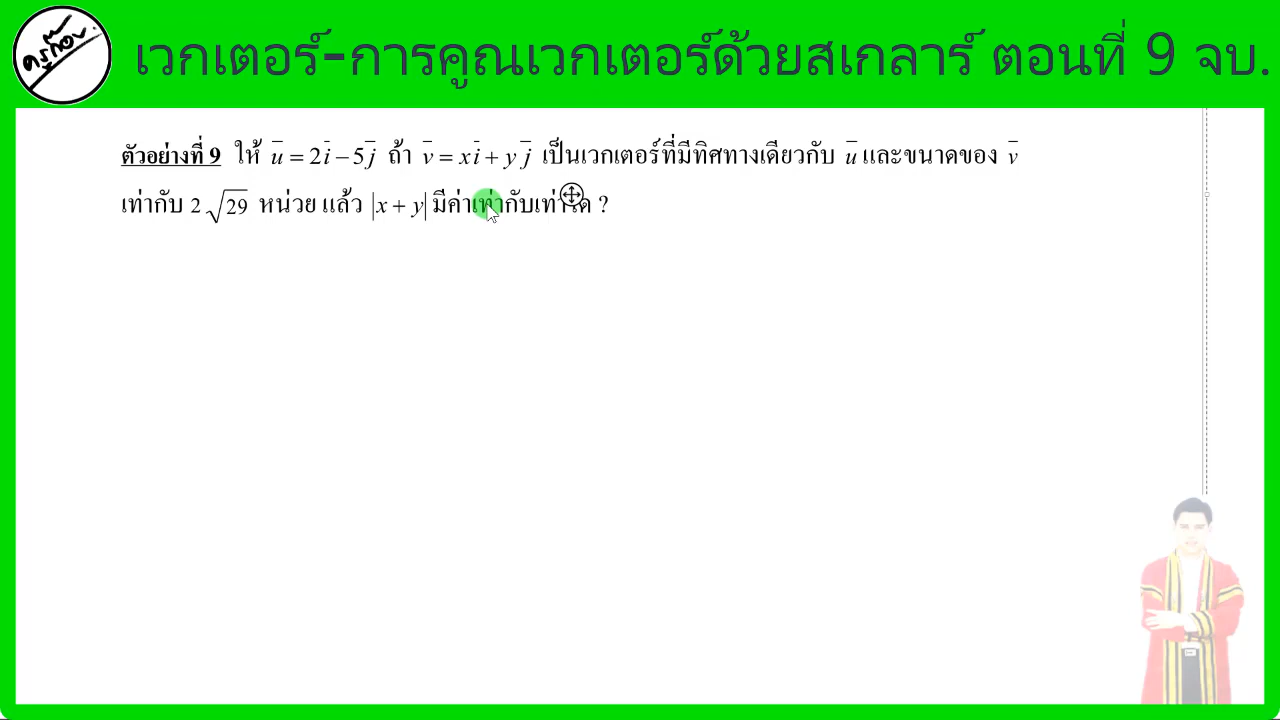 ครูก๊อบ.
เวกเตอร์-การคูณเวกเตอร์ด้วยสเกลาร์ ตอนที่ 9 จบ.
ตัวอย่างที่ 9 ให้ u̅ = 2i̅ − 5j̅ ถ้า v̅ = xi̅ + yj̅ เป็นเวกเตอร์ที่มีทิศทางเดียวกับ u̅ และขนาดของ v̅
เท่ากับ 2√29 หน่วย แล้ว |x + y| มีค่าเท่ากับเท่าใด ?